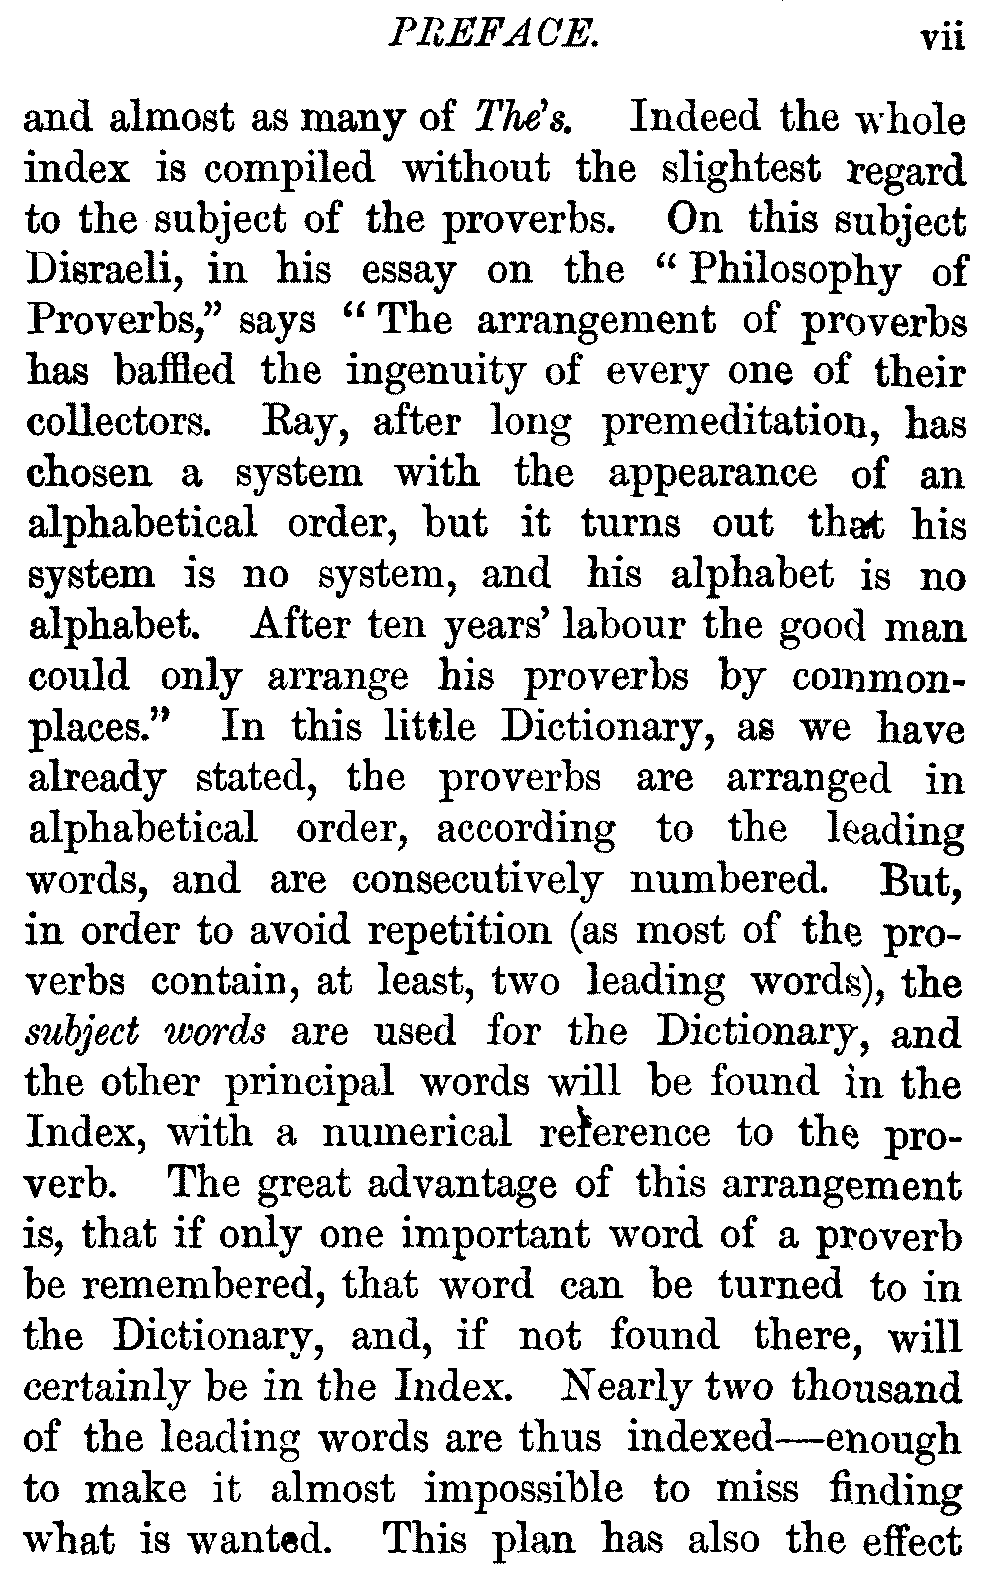 PREFACE. vii
and almost as many of The's. Indeed the whole
index is compiled without the slightest regard
to the subject of the proverbs. On this subject
Disraeli, in his essay on the “Philosophy of
Proverbs,” says “The arrangement of proverbs
has baffled the ingenuity of every one of their
collectors. Ray, after long premeditation, has
chosen a system with the appearance of an
alphabetical order, but it turns out that his
system is no system, and his alphabet is no
alphabet. After ten years’ labour the good man
could only arrange his proverbs by common-
places.” In this little Dictionary, as we have
already stated, the proverbs are arranged in
alphabetical order, according to the leading
words, and are consecutively numbered. But,
in order to avoid repetition (as most of the pro-
verbs contain, at least, two leading words), the
subject words are used for the Dictionary, and
the other principal words will be found in the
Index, with a numerical reference to the pro-
verb. The great advantage of this arrangement
is, that if only one important word of a proverb
be remembered, that word can be turned to in
the Dictionary, and, if not found there, will
certainly be in the Index. Nearly two thousand
of the leading words are thus indexed—enough
to make it almost impossible to miss finding
what is wanted. This plan has also the effect